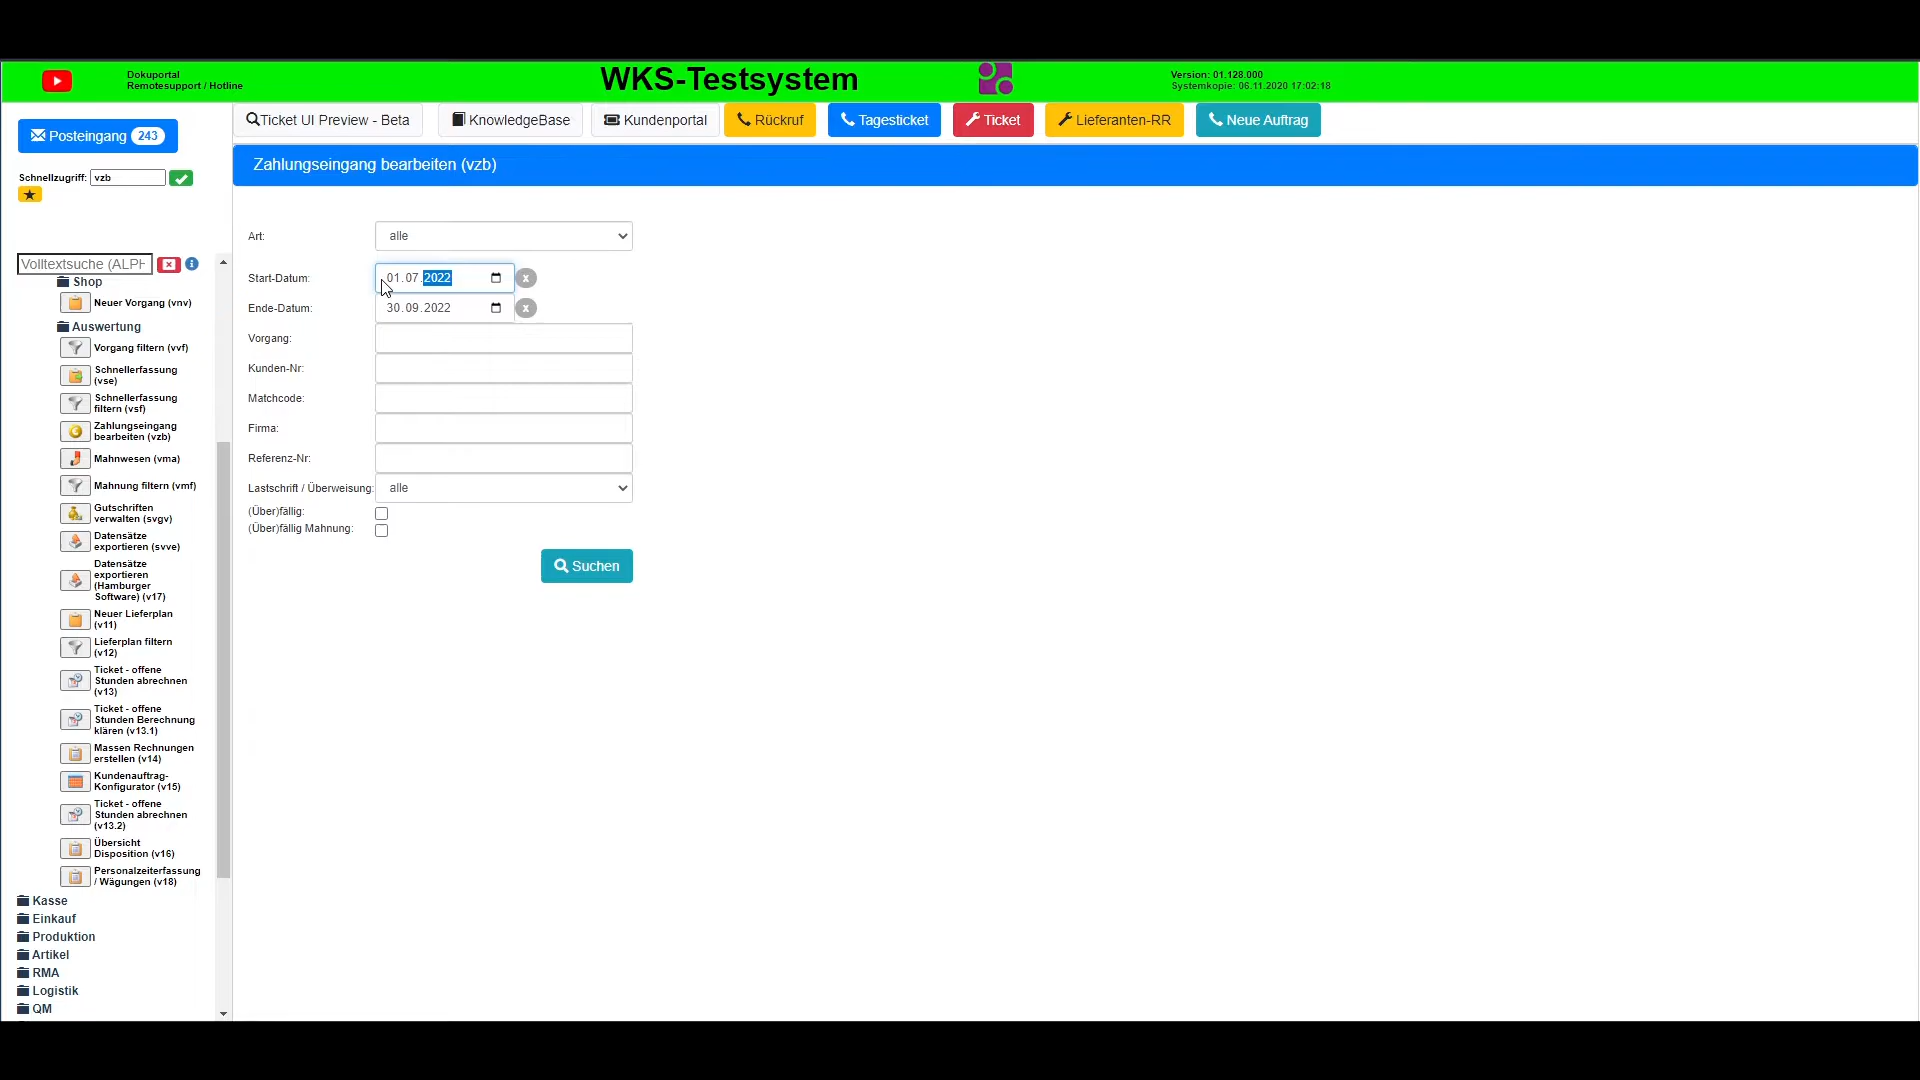 Dokuportal
Remotesupport / Hotline
WKS-Testsystem
Version: 01.128.000
Systemkopie: 06.11.2020 17:02:18
Posteingang 243
Ticket UI Preview - Beta
KnowledgeBase
Kundenportal
Rückruf
Tagesticket
Ticket
Lieferanten-RR
Neue Auftrag
Schnellzugriff: vzb
Zahlungseingang bearbeiten (vzb)
Volltextsuche (ALPH
Shop
Neuer Vorgang (vnv)
Auswertung
Vorgang filtern (vvf)
Schnellerfassung
(vse)
Schnellerfassung
filtern (vsf)
Zahlungseingang
bearbeiten (vzb)
Mahnwesen (vma)
Mahnung filtern (vmf)
Gutschriften
verwalten (svgv)
Datensätze
exportieren (svve)
Datensätze
exportieren
(Hamburger
Software) (v17)
Neuer Lieferplan
(v11)
Lieferplan filtern
(v12)
Ticket - offene
Stunden abrechnen
(v13)
Ticket - offene
Stunden Berechnung
klären (v13.1)
Massen Rechnungen
erstellen (v14)
Kundenauftrag-
Konfigurator (v15)
Ticket - offene
Stunden abrechnen
(v13.2)
Übersicht
Disposition (v16)
Personalzeiterfassung
/ Wägungen (v18)
Kasse
Einkauf
Produktion
Artikel
RMA
Logistik
QM
Art: alle
Start-Datum: 01.07.2022 x
Ende-Datum: 30.09.2022 x
Vorgang:
Kunden-Nr:
Matchcode:
Firma:
Referenz-Nr:
Lastschrift / Überweisung: alle
(Über)fällig:
(Über)fällig Mahnung:
Suchen